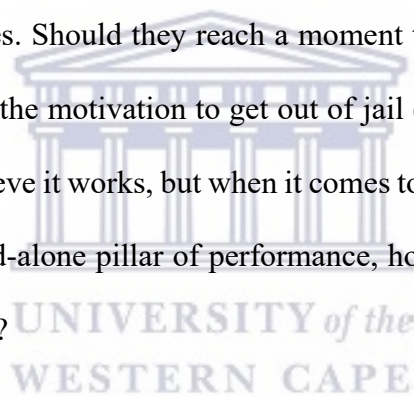 es. Should they reach a moment
the motivation to get out of jail
eve it works, but when it comes to
d-alone pillar of performance, ho
?
UNIVERSITY of the
WESTERN CAPE